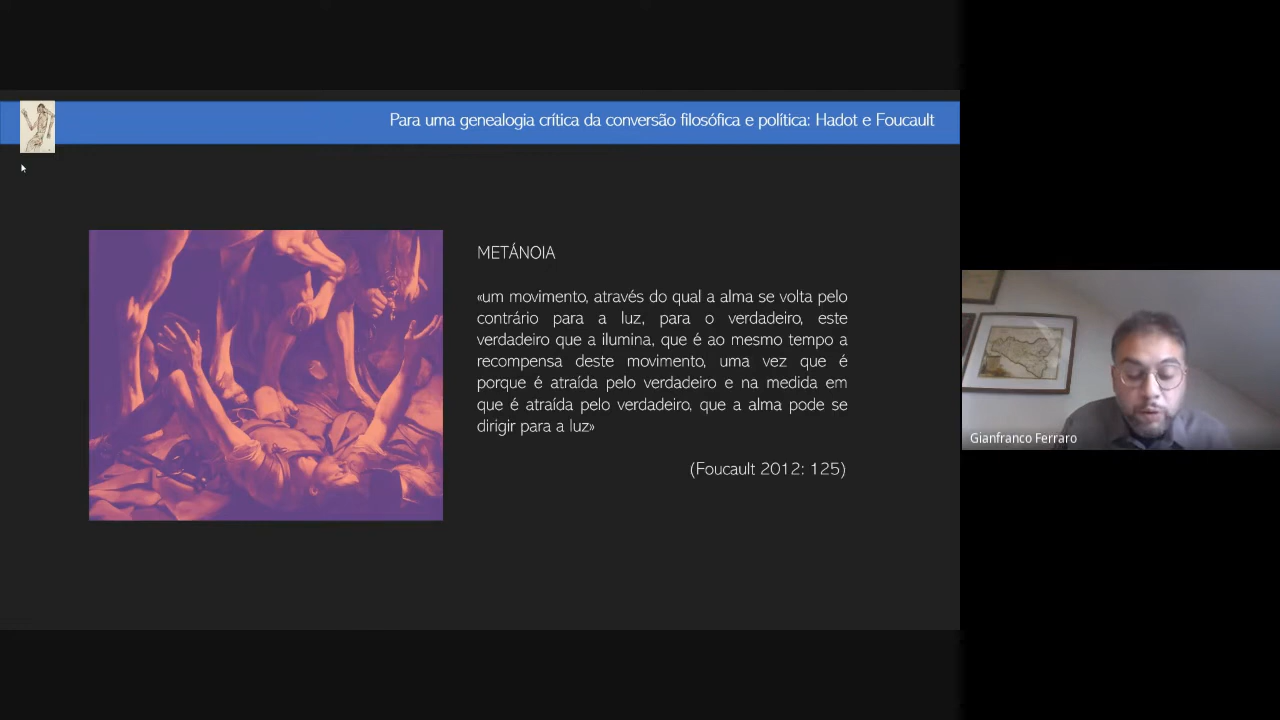 Para uma genealogia crítica da conversão filosófica e política: Hadot e Foucault
METÁNOIA
«um movimento, através do qual a alma se volta pelo
contrário para a luz, para o verdadeiro, este
verdadeiro que a ilumina, que é ao mesmo tempo a
recompensa deste movimento, uma vez que é
porque é atraída pelo verdadeiro e na medida em
que é atraída pelo verdadeiro, que a alma pode se
dirigir para a luz»
(Foucault 2012: 125)
Gianfranco Ferraro